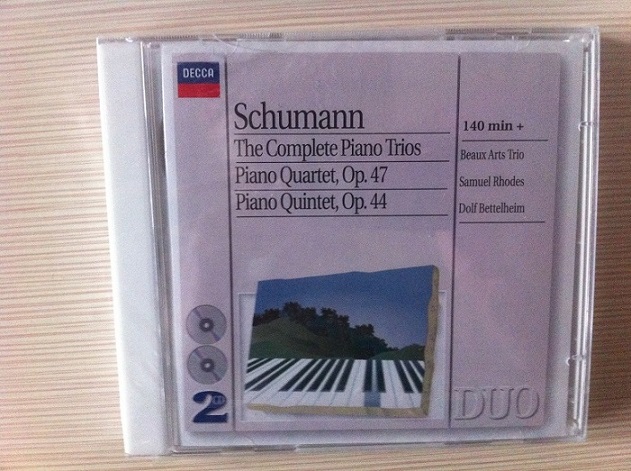 DECCA
Schumann
The Complete Piano Trios
Piano Quartet, Op. 47
Piano Quintet, Op. 44
140 min +
Beaux Arts Trio
Samuel Rhodes
Dolf Bettelheim
2CD
DUO